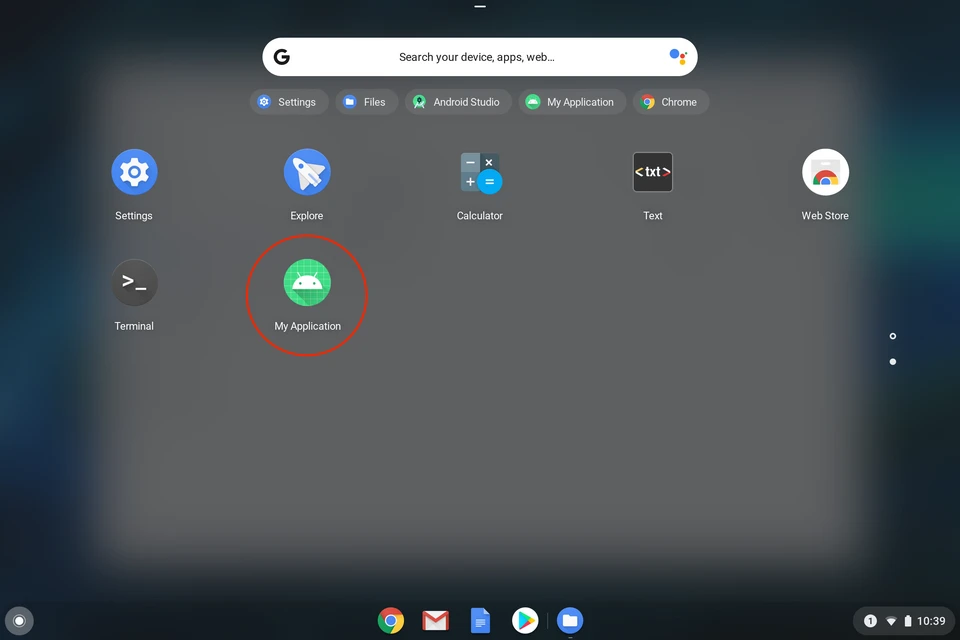 G Search your device, apps, web...
Settings Files Android Studio My Application Chrome
<txt>
Settings Explore Calculator Text Web Store
>_
Terminal My Application
1 10:39